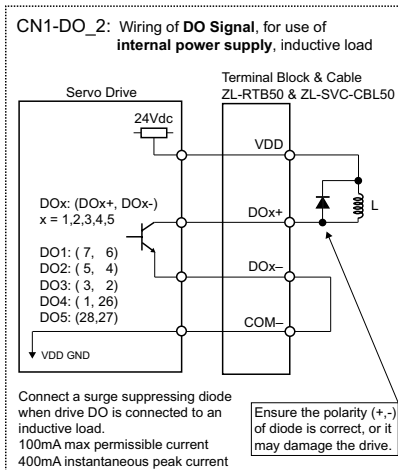 CN1-DO_2: Wiring of DO Signal, for use of
internal power supply, inductive load
Terminal Block & Cable
ZL-RTB50 & ZL-SVC-CBL50
Servo Drive
24Vdc
VDD
DOx: (DOx+, DOx-)
x = 1,2,3,4,5
DOx+
L
DO1: ( 7, 6)
DO2: ( 5, 4)
DO3: ( 3, 2)
DO4: ( 1, 26)
DO5: (28,27)
DOx–
COM–
VDD GND
Connect a surge suppressing diode
when drive DO is connected to an
inductive load.
100mA max permissible current
400mA instantaneous peak current
Ensure the polarity (+,-)
of diode is correct, or it
may damage the drive.